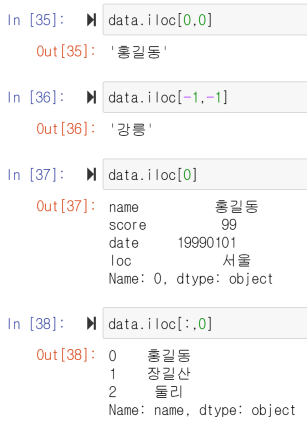 In [35]: data.iloc[0,0]
Out[35]: '홍길동'
In [36]: data.iloc[-1,-1]
Out[36]: '강릉'
In [37]: data.iloc[0]
Out[37]: name 홍길동
score 99
date 19990101
loc 서울
Name: 0, dtype: object
In [38]: data.iloc[:,0]
Out[38]: 0 홍길동
1 장길산
2 둘리
Name: name, dtype: object